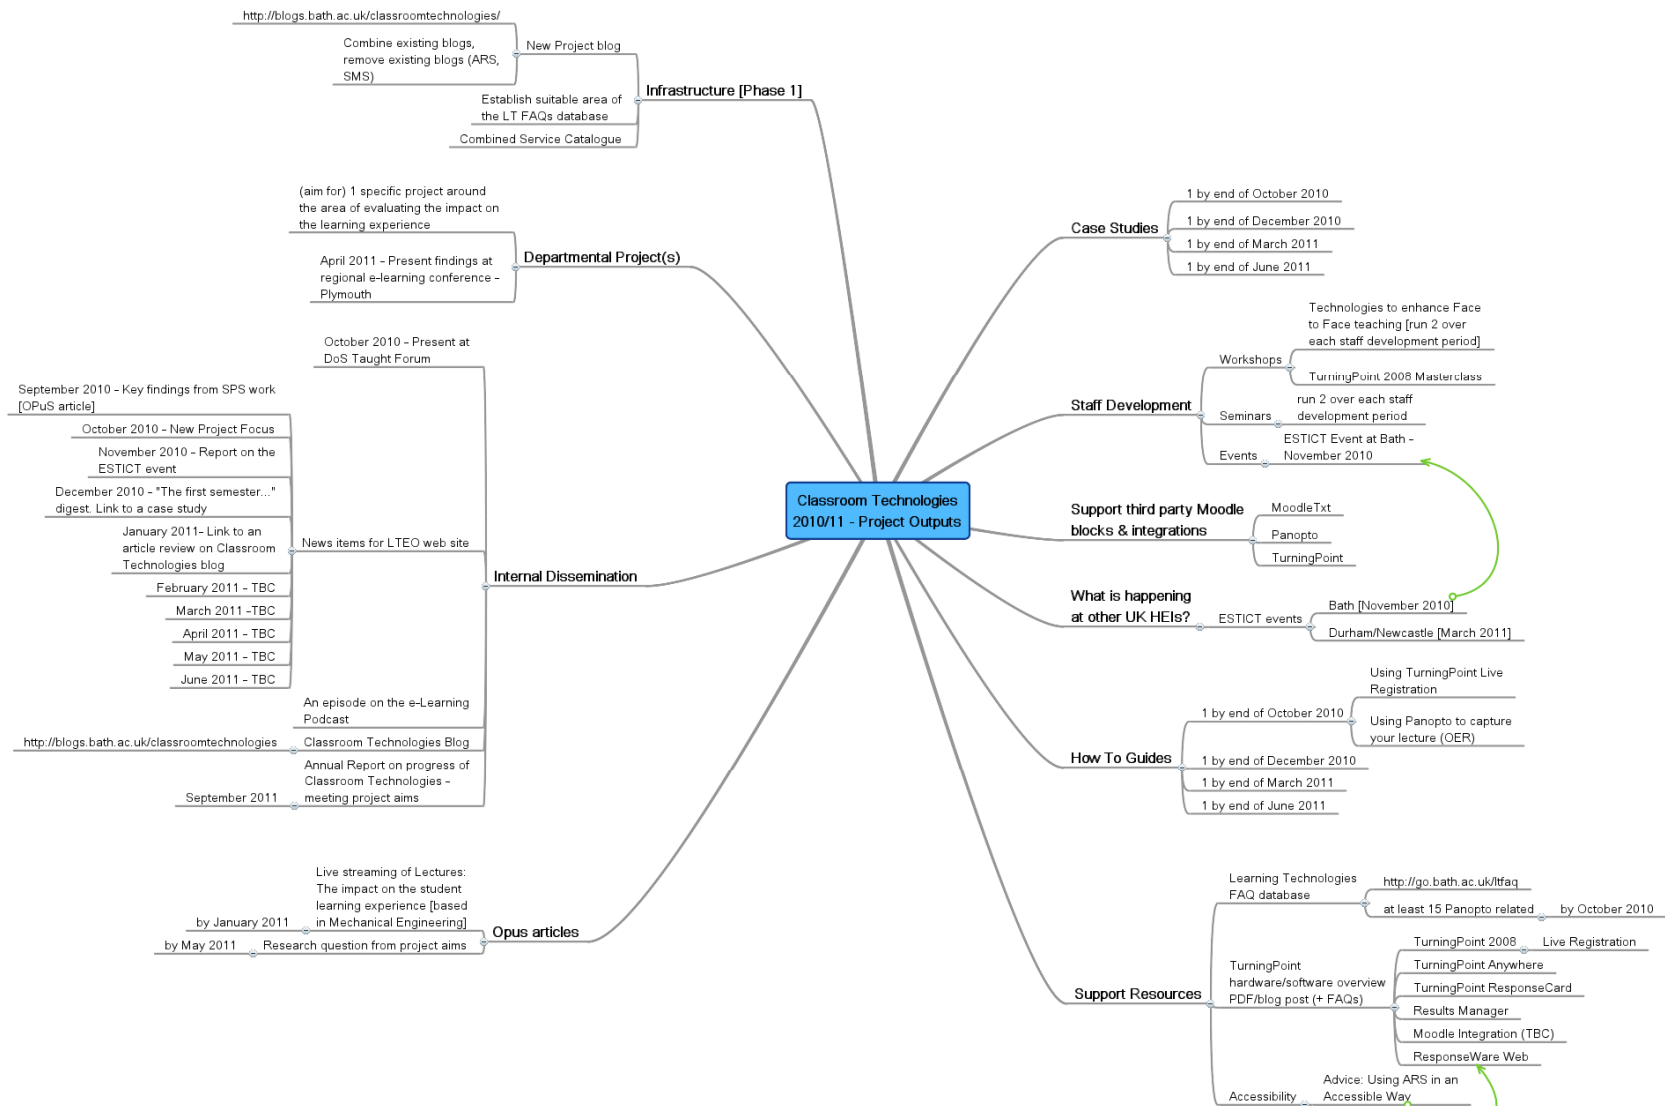 http://blogs.bath.ac.uk/classroomtechnologies/
Combine existing blogs,
remove existing blogs (ARS,
SMS)
New Project blog
Establish suitable area of
the LT FAQs database
Combined Service Catalogue
Infrastructure [Phase 1]
(aim for) 1 specific project around
the area of evaluating the impact on
the learning experience
April 2011 - Present findings at
regional e-learning conference -
Plymouth
Departmental Project(s)
October 2010 - Present at
DoS Taught Forum
September 2010 - Key findings from SPS work
[OPuS article]
October 2010 - New Project Focus
November 2010 - Report on the
ESTICT event
December 2010 - "The first semester..."
digest. Link to a case study
January 2011- Link to an
article review on Classroom
Technologies blog
February 2011 - TBC
March 2011 -TBC
April 2011 - TBC
May 2011 - TBC
June 2011 - TBC
News items for LTEO web site
An episode on the e-Learning
Podcast
http://blogs.bath.ac.uk/classroomtechnologies
Classroom Technologies Blog
Annual Report on progress of
Classroom Technologies -
meeting project aims
September 2011
Internal Dissemination
Live streaming of Lectures:
The impact on the student
learning experience [based
in Mechanical Engineering]
by January 2011
by May 2011
Research question from project aims
Opus articles
Classroom Technologies
2010/11 - Project Outputs
Case Studies
1 by end of October 2010
1 by end of December 2010
1 by end of March 2011
1 by end of June 2011
Staff Development
Workshops
Technologies to enhance Face
to Face teaching [run 2 over
each staff development period]
TurningPoint 2008 Masterclass
Seminars
run 2 over each staff
development period
Events
ESTICT Event at Bath -
November 2010
Support third party Moodle
blocks & integrations
MoodleTxt
Panopto
TurningPoint
What is happening
at other UK HEIs?
ESTICT events
Bath [November 2010]
Durham/Newcastle [March 2011]
How To Guides
1 by end of October 2010
Using TurningPoint Live
Registration
Using Panopto to capture
your lecture (OER)
1 by end of December 2010
1 by end of March 2011
1 by end of June 2011
Support Resources
Learning Technologies
FAQ database
http://go.bath.ac.uk/ltfaq
at least 15 Panopto related
by October 2010
TurningPoint
hardware/software overview
PDF/blog post (+ FAQs)
TurningPoint 2008
Live Registration
TurningPoint Anywhere
TurningPoint ResponseCard
Results Manager
Moodle Integration (TBC)
ResponseWare Web
Accessibility
Advice: Using ARS in an
Accessible Way